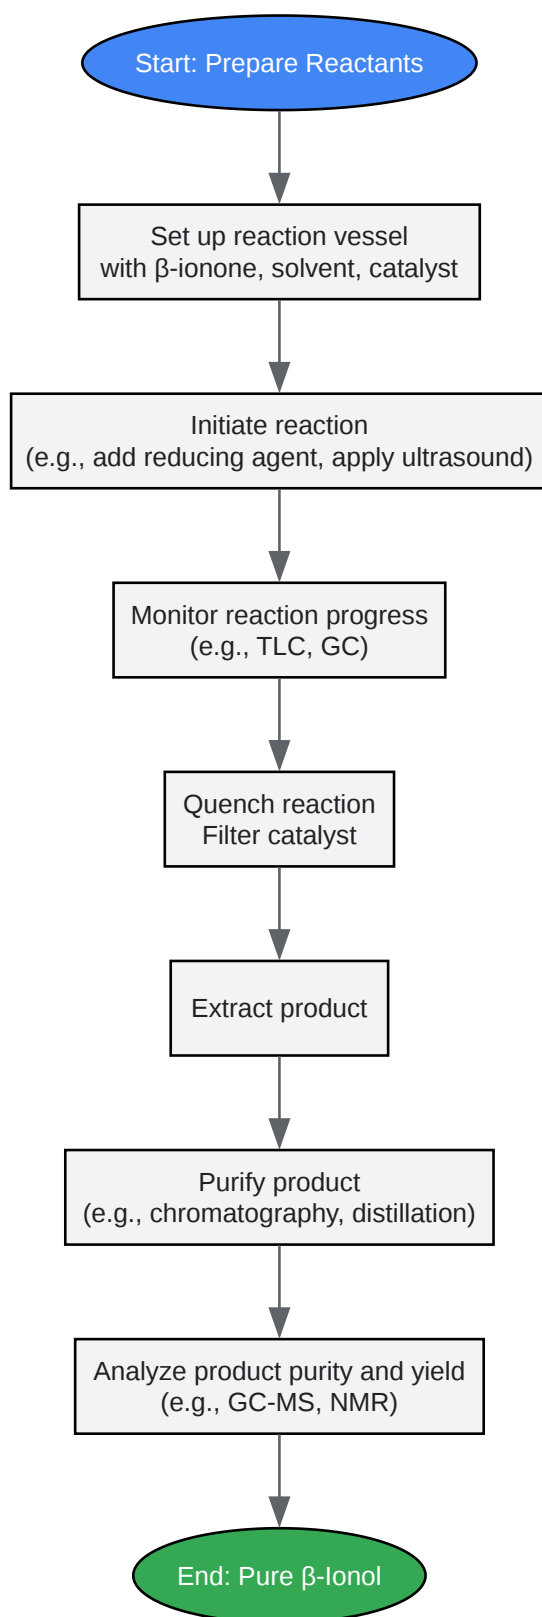 Start: Prepare Reactants
Set up reaction vessel
with β-ionone, solvent, catalyst
Initiate reaction
(e.g., add reducing agent, apply ultrasound)
Monitor reaction progress
(e.g., TLC, GC)
Quench reaction
Filter catalyst
Extract product
Purify product
(e.g., chromatography, distillation)
Analyze product purity and yield
(e.g., GC-MS, NMR)
End: Pure β-Ionol